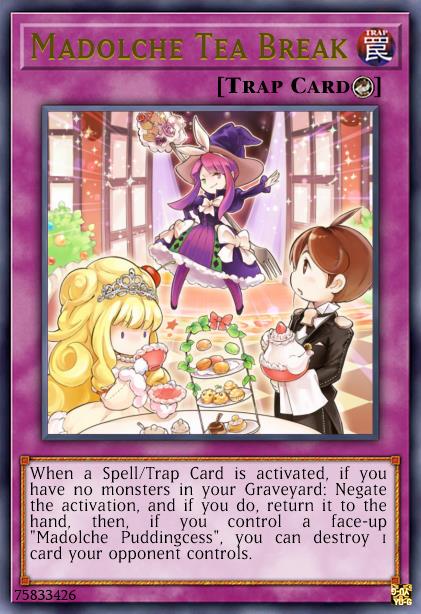 MADOLCHE TEA BREAK
TRAP
罠
[TRAP CARD]
When a Spell/Trap Card is activated, if you
have no monsters in your Graveyard: Negate
the activation, and if you do, return it to the
hand, then, if you control a face-up
"Madolche Puddingcess", you can destroy 1
card your opponent controls.
75833426